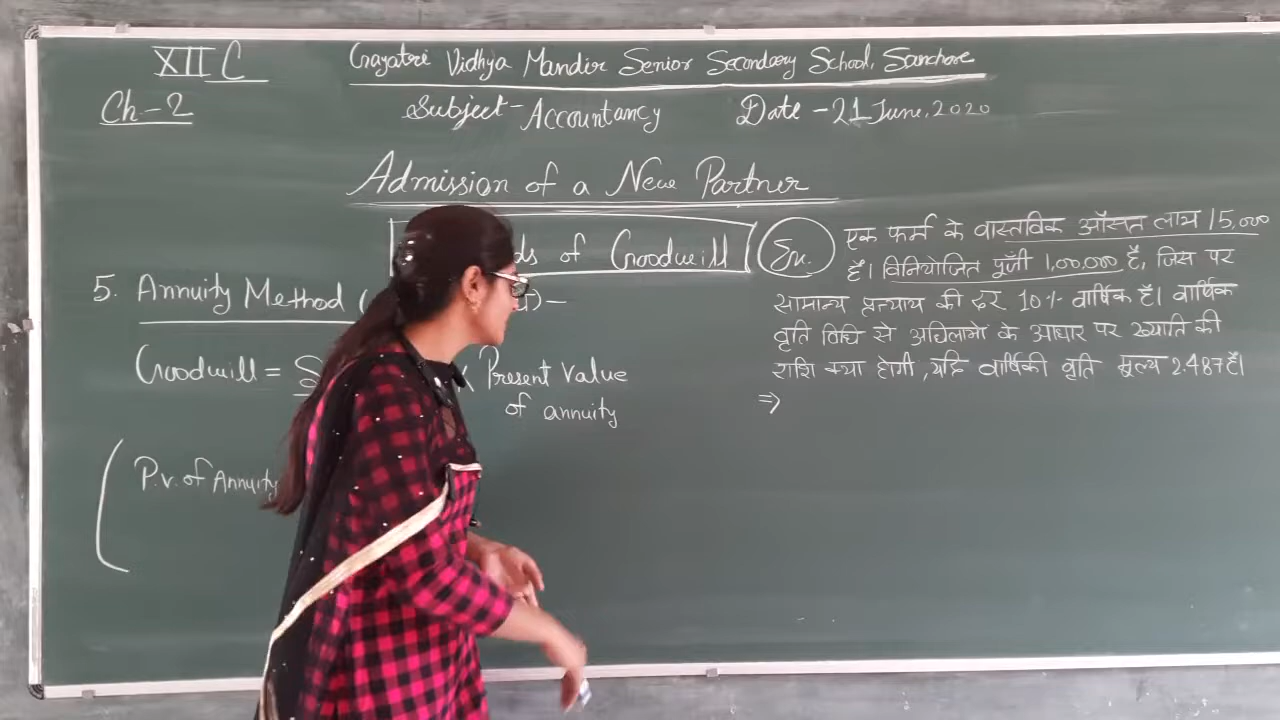 XII C
Gayatri Vidhya Mandir Senior Secondary School, Sanchore
Ch-2
Subject-Accountancy
Date -21 June, 2020
Admission of a New Partner
ds of Goodwill
5. Annuity Method (
)-
Goodwill = S
x Present Value
of annuity
P.v. of Annuity
Ex.
एक फर्म के वास्तविक औसत लाभ 15,000
है। विनियोजित पूँजी 1,00,000 है, जिस पर
सामान्य प्रत्याय की दर 10% वार्षिक है। वार्षिक
वृति विधि से अधिलाभो के आधार पर ख्याति की
राशि क्या होगी, यदि वार्षिकी वृति मूल्य 2.487 है।
⇒